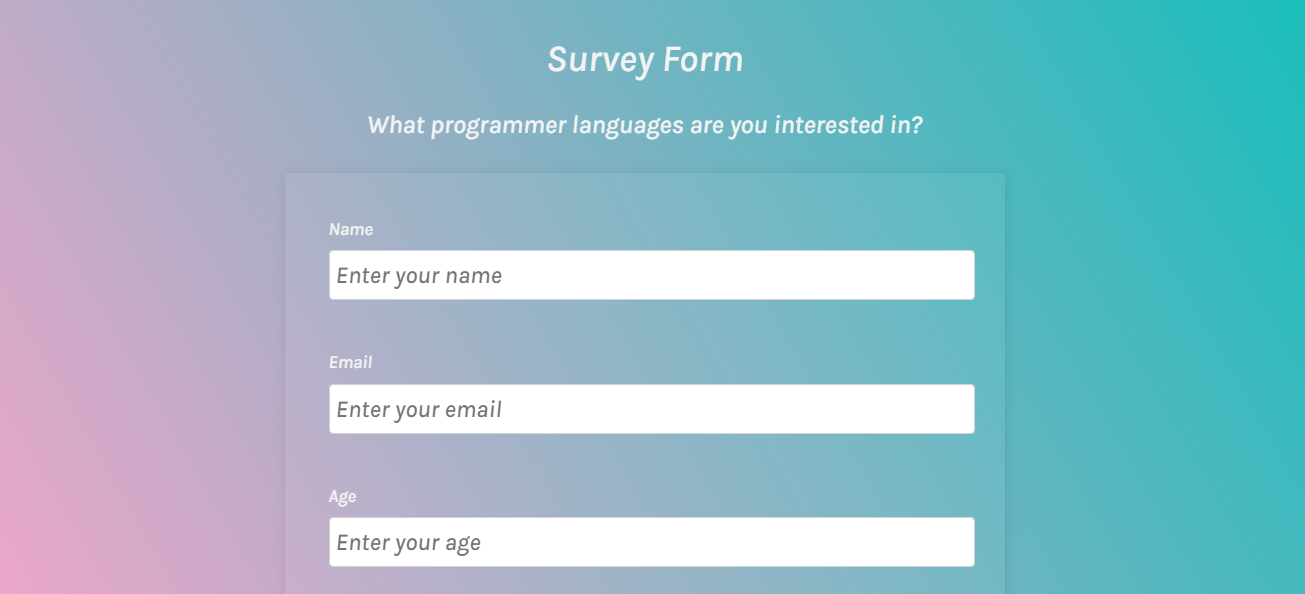 Survey Form
What programmer languages are you interested in?
Name
Enter your name
Email
Enter your email
Age
Enter your age